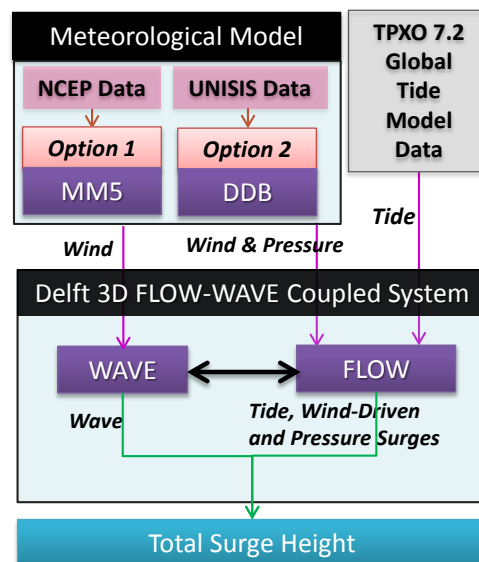 Meteorological Model
NCEP Data
UNISIS Data
Option 1
Option 2
MM5
DDB
TPXO 7.2
Global
Tide
Model
Data
Wind
Wind & Pressure
Tide
Delft 3D FLOW-WAVE Coupled System
WAVE
FLOW
Wave
Tide, Wind-Driven
and Pressure Surges
Total Surge Height